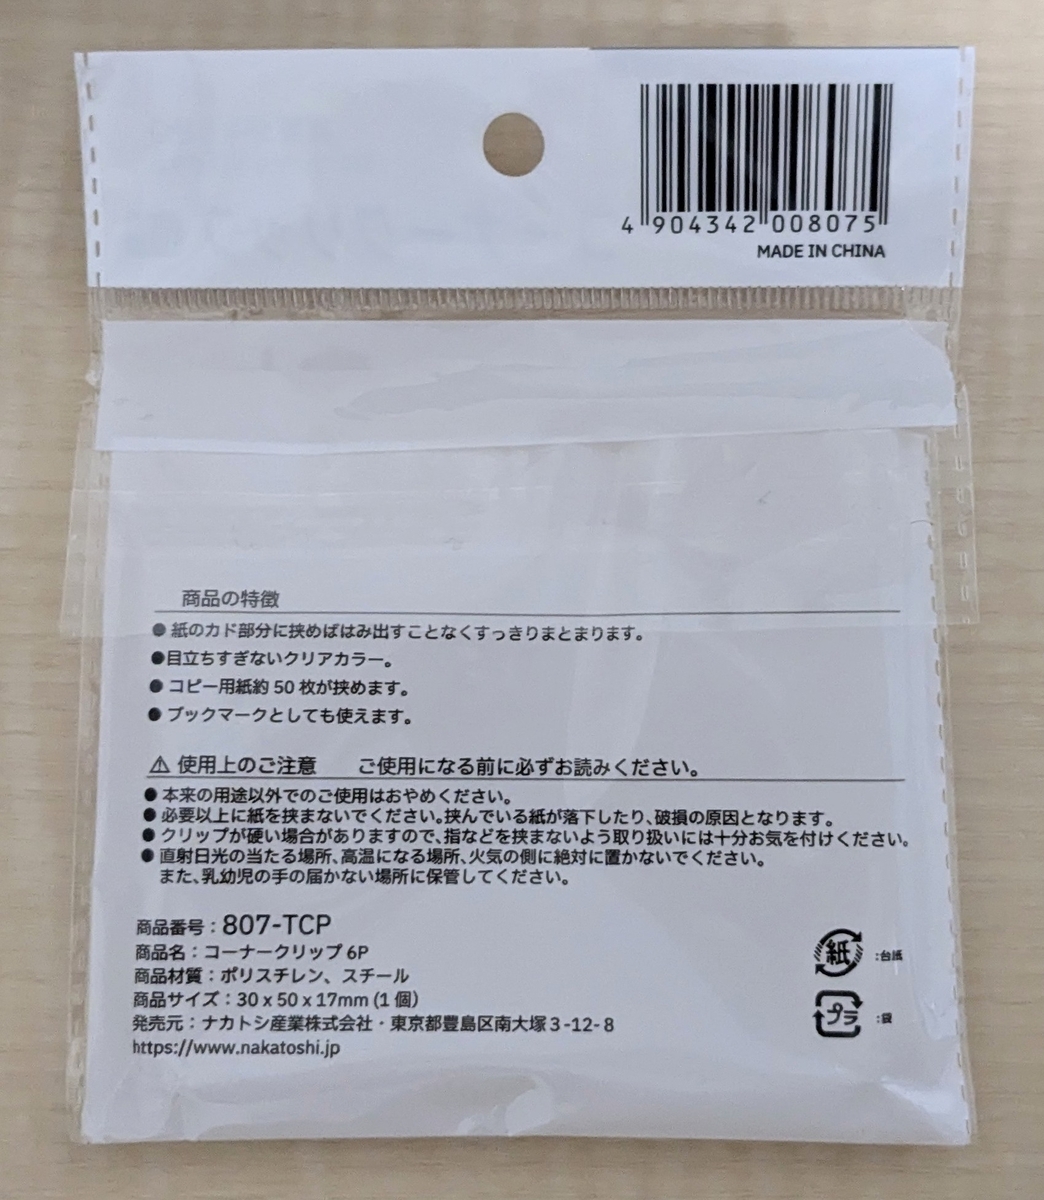 4 904342 008075
MADE IN CHINA
商品の特徴
● 紙のカド部分に挟めばはみ出すことなくすっきりまとまります。
●目立ちすぎないクリアカラー。
● コピー用紙約 50 枚が挟めます。
● ブックマークとしても使えます。
⚠ 使用上のご注意 ご使用になる前に必ずお読みください。
● 本来の用途以外でのご使用はおやめください。
● 必要以上に紙を挟まないでください。挟んでいる紙が落下したり、破損の原因となります。
● クリップが硬い場合がありますので、指などを挟まないよう取り扱いには十分お気を付けください。
● 直射日光の当たる場所、高温になる場所、火気の側に絶対に置かないでください。
また、乳幼児の手の届かない場所に保管してください。
商品番号：807-TCP
商品名：コーナークリップ 6P
商品材質：ポリスチレン、スチール
商品サイズ：30 x 50 x 17mm (1 個)
発売元：ナカトシ産業株式会社・東京都豊島区南大塚 3-12-8
https://www.nakatoshi.jp
紙 :台紙
プラ :袋